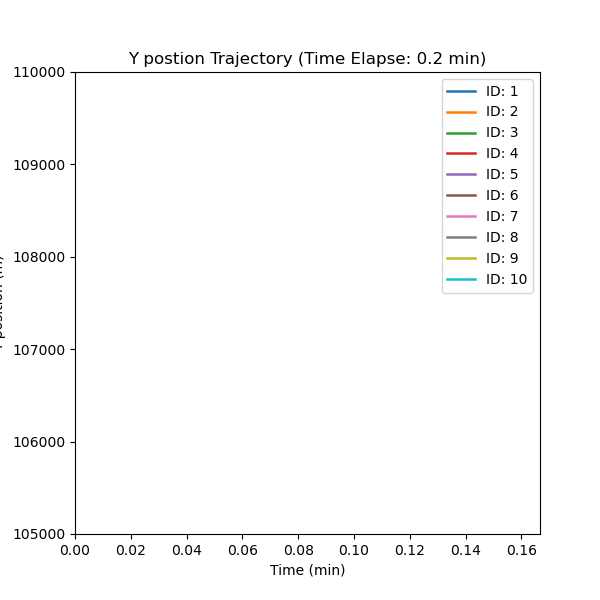 Y postion Trajectory (Time Elapse: 0.2 min)
110000
109000
108000
107000
106000
105000
ID: 1
ID: 2
ID: 3
ID: 4
ID: 5
ID: 6
ID: 7
ID: 8
ID: 9
ID: 10
0.00 0.02 0.04 0.06 0.08 0.10 0.12 0.14 0.16
Time (min)